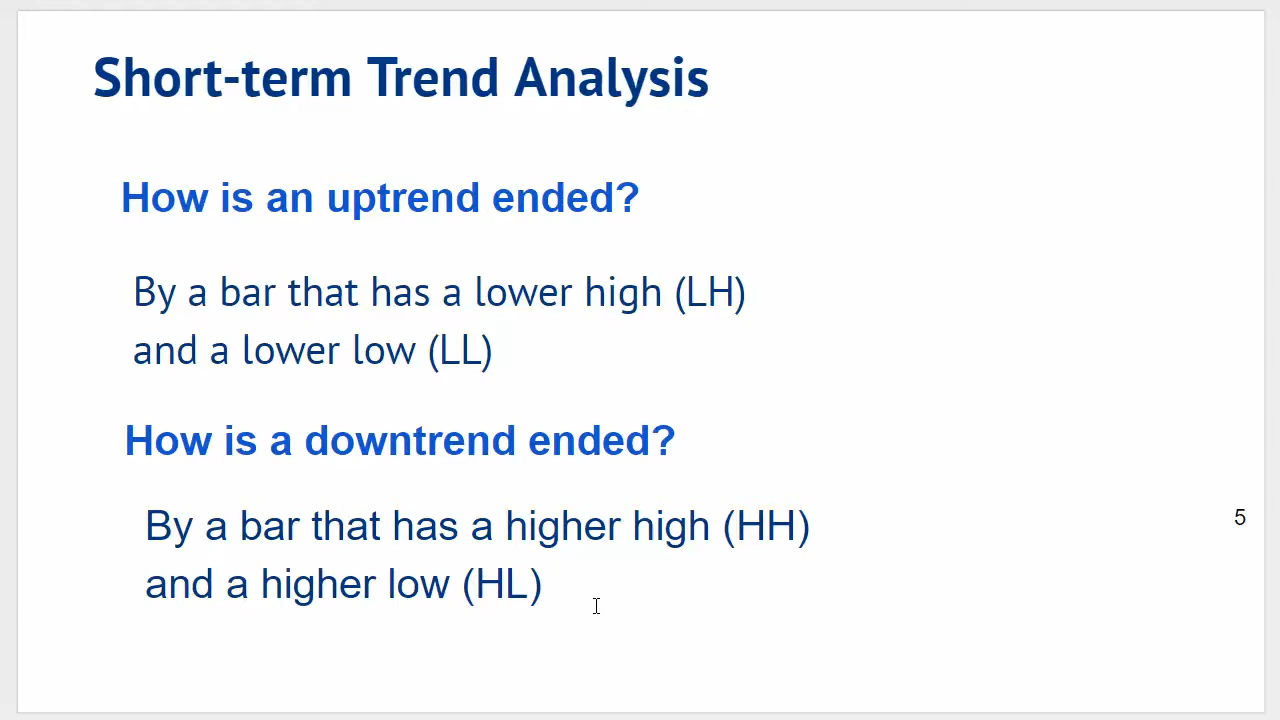 Short-term Trend Analysis
How is an uptrend ended?
By a bar that has a lower high (LH)
and a lower low (LL)
How is a downtrend ended?
By a bar that has a higher high (HH)
and a higher low (HL)
5